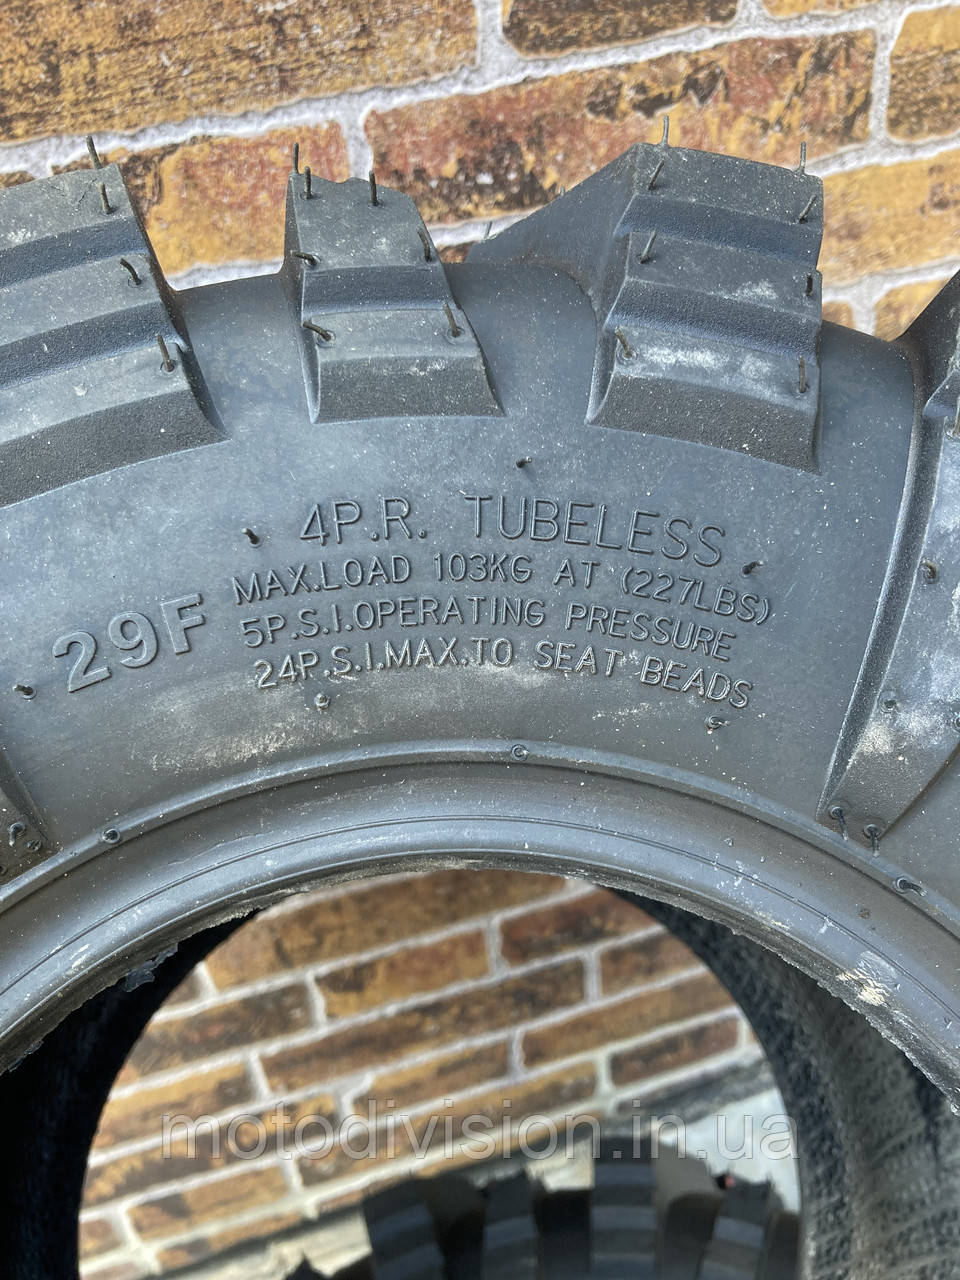 4P.R. TUBELESS
MAX.LOAD 103KG AT (227LBS)
29F
5P.S.I.OPERATING PRESSURE
24P.S.I.MAX.TO SEAT BEADS
motodivision.in.ua